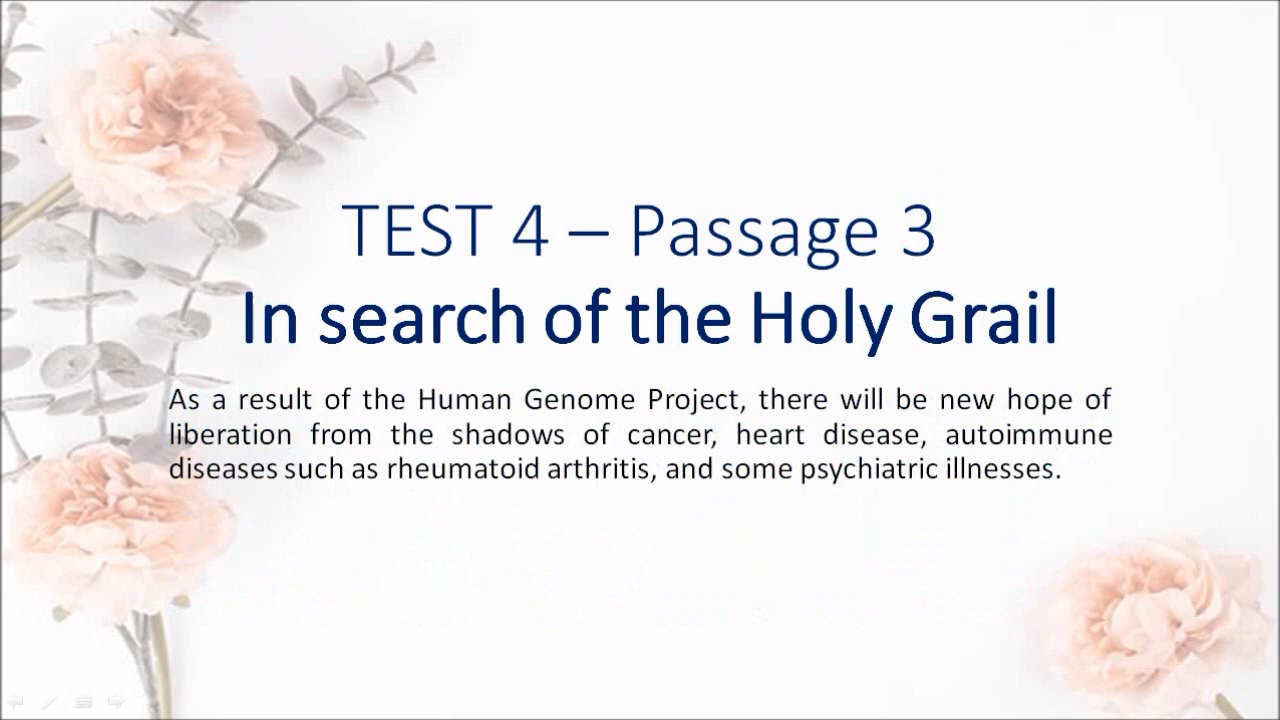 TEST 4 – Passage 3
In search of the Holy Grail
As a result of the Human Genome Project, there will be new hope of
liberation from the shadows of cancer, heart disease, autoimmune
diseases such as rheumatoid arthritis, and some psychiatric illnesses.